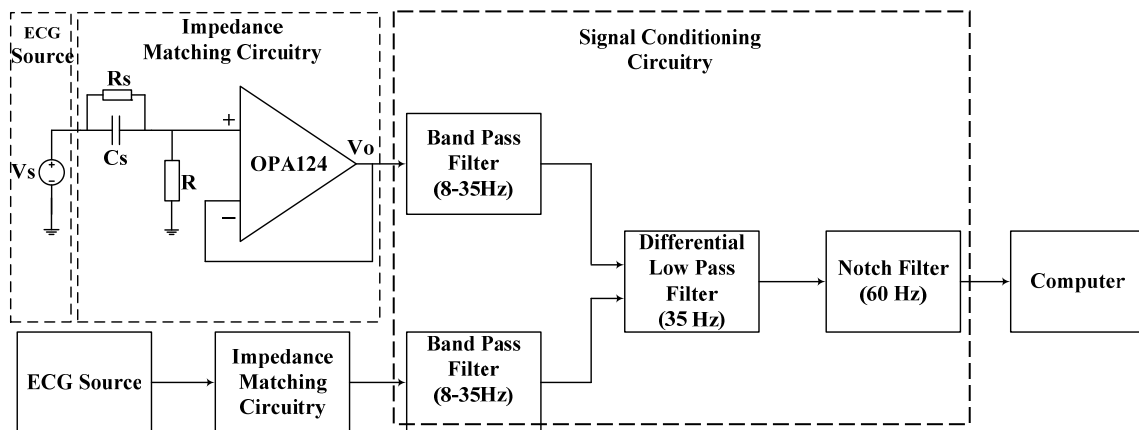 ECG
Source
Impedance
Matching Circuitry
Signal Conditioning
Circuitry
Rs
Cs
Vs
R
+
−
OPA124
Vo
+
−
Band Pass
Filter
(8-35Hz)
Differential
Low Pass
Filter
(35 Hz)
Notch Filter
(60 Hz)
Computer
ECG Source
Impedance
Matching
Circuitry
Band Pass
Filter
(8-35Hz)